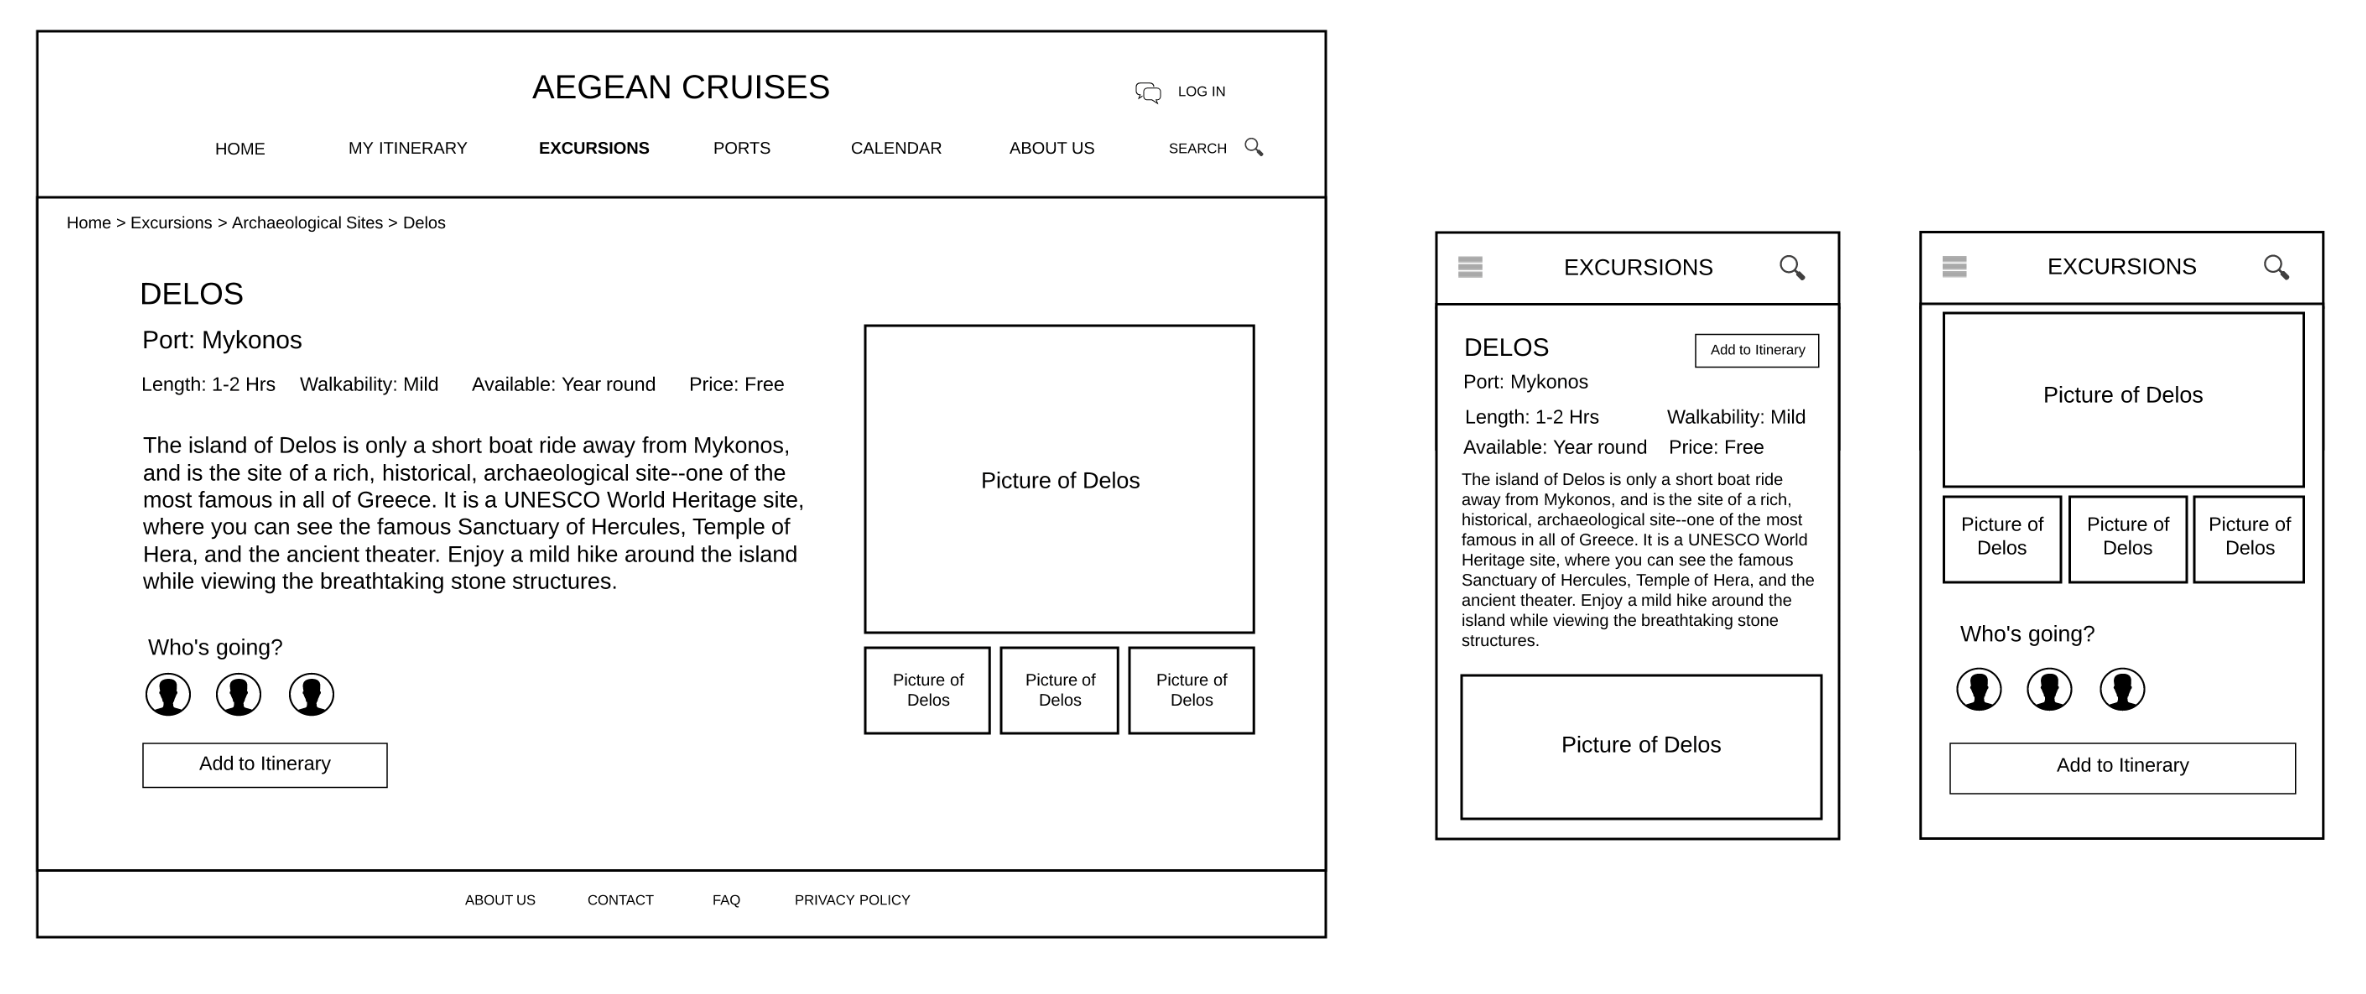 AEGEAN CRUISES
LOG IN
HOME
MY ITINERARY
EXCURSIONS
PORTS
CALENDAR
ABOUT US
SEARCH
Home > Excursions > Archaeological Sites > Delos
DELOS
Port: Mykonos
Length: 1-2 Hrs
Walkability: Mild
Available: Year round
Price: Free
The island of Delos is only a short boat ride away from Mykonos,
and is the site of a rich, historical, archaeological site--one of the
most famous in all of Greece. It is a UNESCO World Heritage site,
where you can see the famous Sanctuary of Hercules, Temple of
Hera, and the ancient theater. Enjoy a mild hike around the island
while viewing the breathtaking stone structures.
Who's going?
Add to Itinerary
Picture of Delos
Picture of
Delos
Picture of
Delos
Picture of
Delos
ABOUT US
CONTACT
FAQ
PRIVACY POLICY
EXCURSIONS
DELOS
Add to Itinerary
Port: Mykonos
Length: 1-2 Hrs
Walkability: Mild
Available: Year round
Price: Free
The island of Delos is only a short boat ride
away from Mykonos, and is the site of a rich,
historical, archaeological site--one of the most
famous in all of Greece. It is a UNESCO World
Heritage site, where you can see the famous
Sanctuary of Hercules, Temple of Hera, and the
ancient theater. Enjoy a mild hike around the
island while viewing the breathtaking stone
structures.
Picture of Delos
EXCURSIONS
Picture of Delos
Picture of
Delos
Picture of
Delos
Picture of
Delos
Who's going?
Add to Itinerary